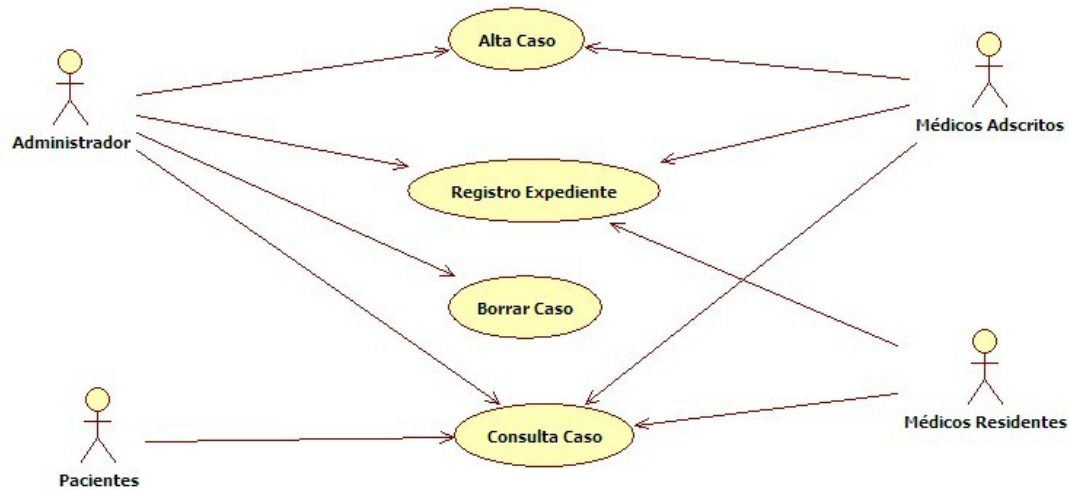 Alta Caso
Administrador
Médicos Adscritos
Registro Expediente
Borrar Caso
Médicos Residentes
Consulta Caso
Pacientes